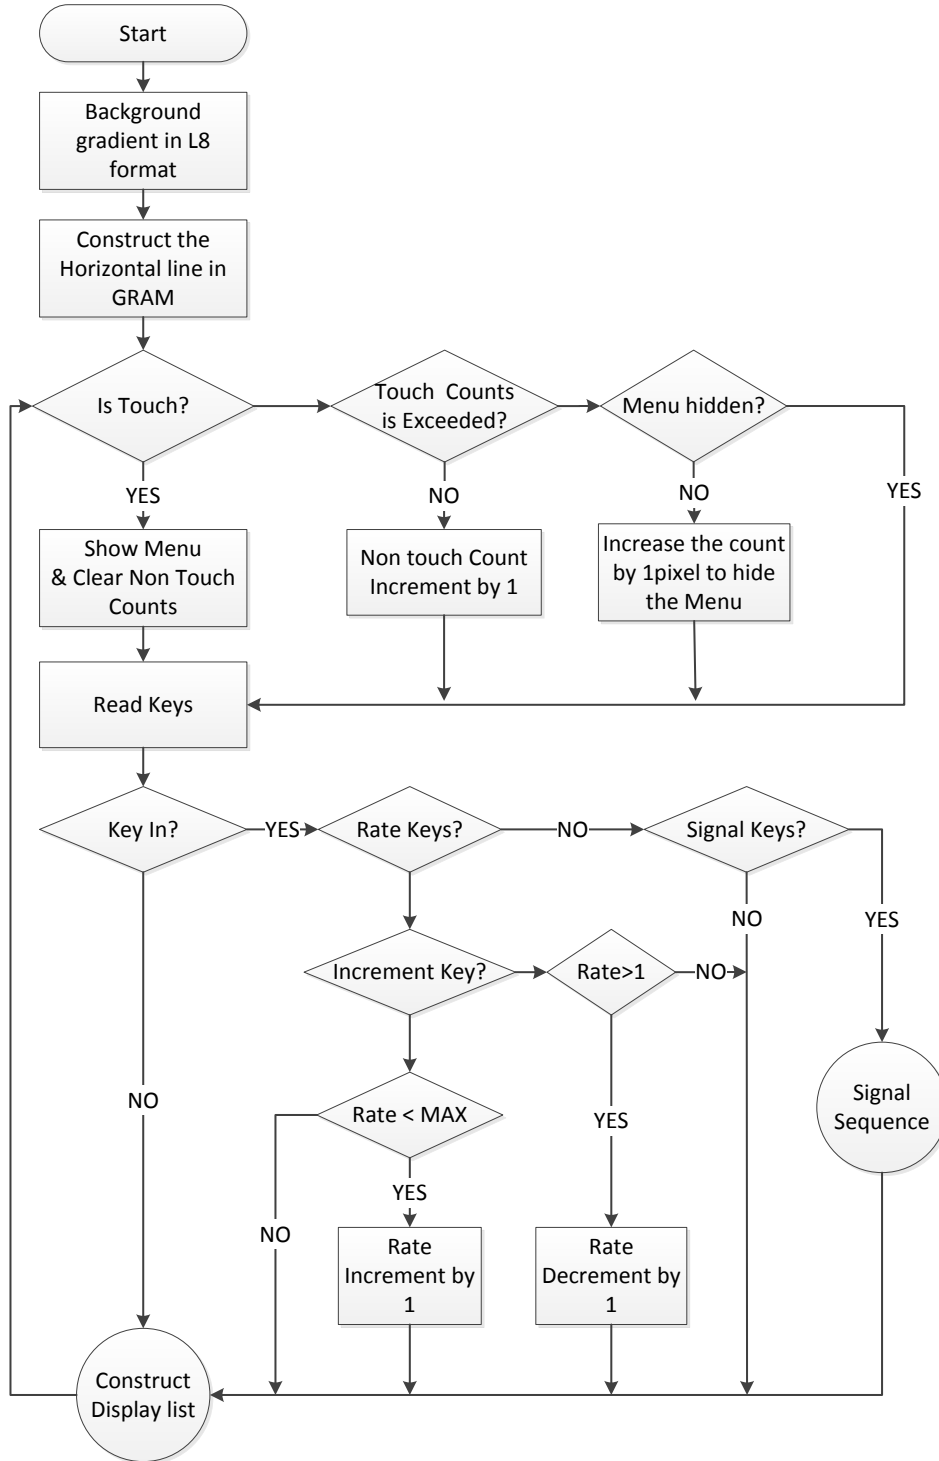 Start
Background
gradient in L8
format
Construct the
Horizontal line in
GRAM
Is Touch?
Touch Counts
is Exceeded?
Menu hidden?
YES
NO
NO
YES
Show Menu
& Clear Non Touch
Counts
Non touch Count
Increment by 1
Increase the count
by 1pixel to hide
the Menu
Read Keys
Key In?
YES
Rate Keys?
NO
Signal Keys?
NO
YES
Increment Key?
Rate>1
NO
NO
Rate < MAX
YES
Signal
Sequence
YES
NO
Rate
Increment by
1
Rate
Decrement by
1
Construct
Display list